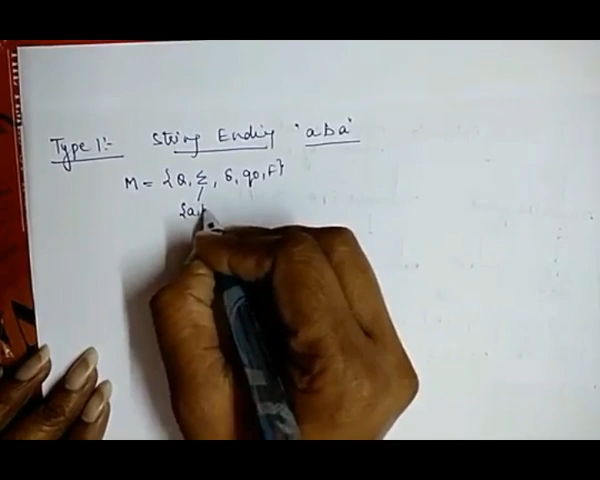 Type 1:- String Ending "aba"
M = {Q, Σ, δ, q0, F}
{a,